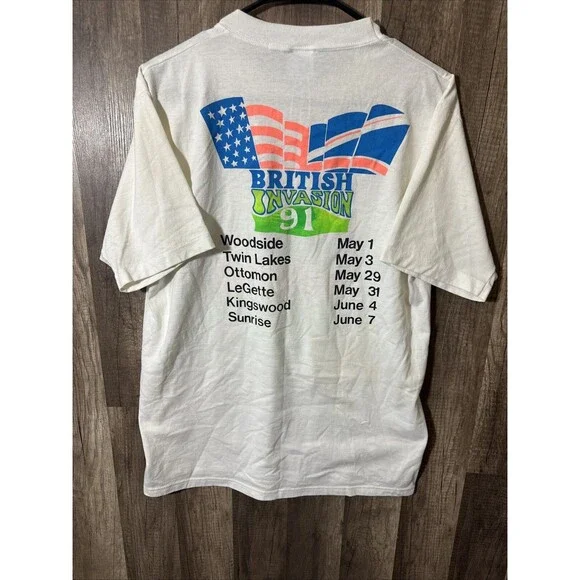 BRITISH
INVASION
91
Woodside May 1
Twin Lakes May 3
Ottomon May 29
LeGette May 31
Kingswood June 4
Sunrise June 7